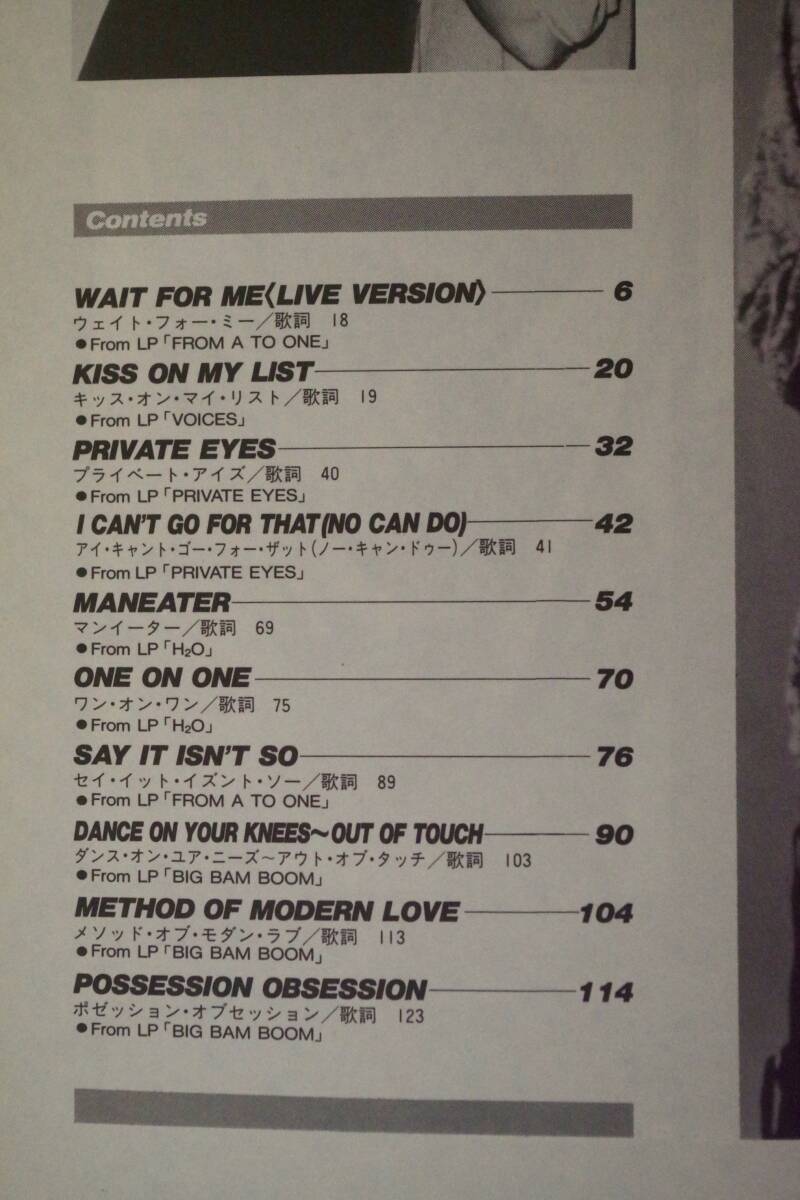 Contents
WAIT FOR ME〈LIVE VERSION〉 6
ウェイト・フォー・ミー／歌詞 18
●From LP「FROM A TO ONE」
KISS ON MY LIST 20
キッス・オン・マイ・リスト／歌詞 19
●From LP「VOICES」
PRIVATE EYES 32
プライベート・アイズ／歌詞 40
●From LP「PRIVATE EYES」
I CAN'T GO FOR THAT(NO CAN DO) 42
アイ・キャント・ゴー・フォー・ザット(ノー・キャン・ドゥー)／歌詞 41
●From LP「PRIVATE EYES」
MANEATER 54
マンイーター／歌詞 69
●From LP「H₂O」
ONE ON ONE 70
ワン・オン・ワン／歌詞 75
●From LP「H₂O」
SAY IT ISN'T SO 76
セイ・イット・イズント・ソー／歌詞 89
●From LP「FROM A TO ONE」
DANCE ON YOUR KNEES～OUT OF TOUCH 90
ダンス・オン・ユア・ニーズ～アウト・オブ・タッチ／歌詞 103
●From LP「BIG BAM BOOM」
METHOD OF MODERN LOVE 104
メソッド・オブ・モダン・ラブ／歌詞 113
●From LP「BIG BAM BOOM」
POSSESSION OBSESSION 114
ポゼッション・オブセッション／歌詞 123
●From LP「BIG BAM BOOM」